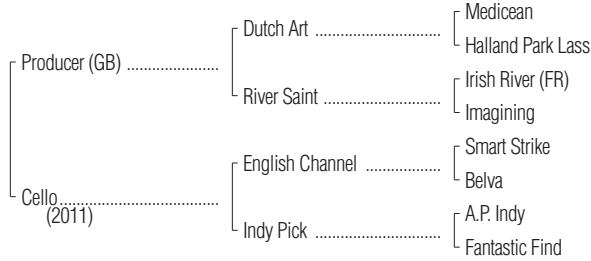 Medicean
Dutch Art ..............................
Halland Park Lass
Producer (GB) ......................
Irish River (FR)
River Saint ............................
Imagining
Smart Strike
English Channel ..................
Belva
Cello......................................
(2011)
A.P. Indy
Indy Pick ..............................
Fantastic Find